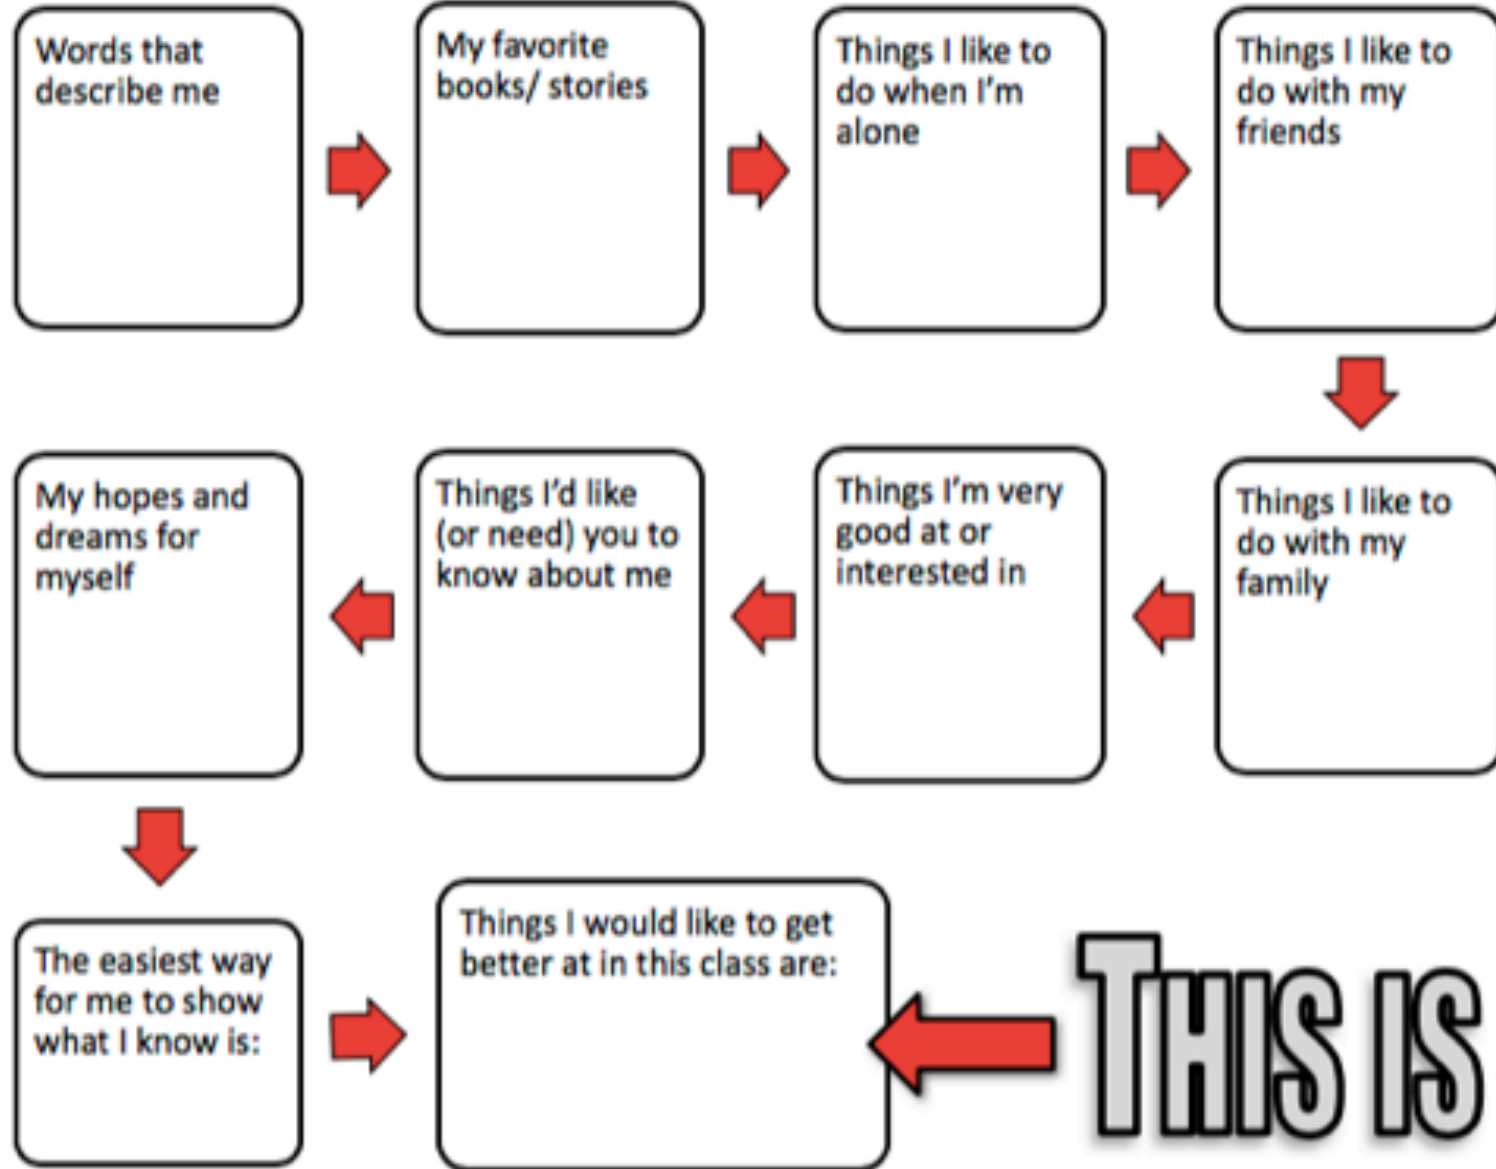 Words that
describe me
My favorite
books/ stories
Things I like to
do when I'm
alone
Things I like to
do with my
friends
Things I like to
do with my
family
Things I'm very
good at or
interested in
Things I'd like
(or need) you to
know about me
My hopes and
dreams for
myself
The easiest way
for me to show
what I know is:
Things I would like to get
better at in this class are:
THIS IS